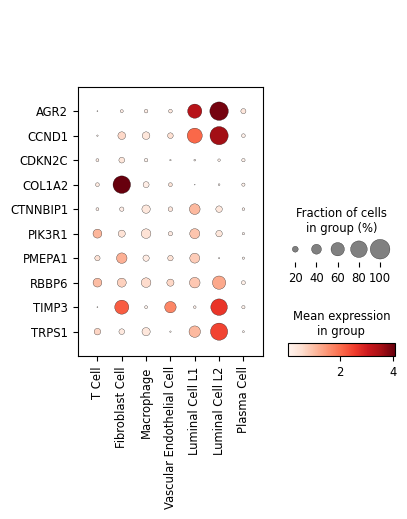 AGR2
CCND1
CDKN2C
COL1A2
CTNNBIP1
PIK3R1
PMEPA1
RBBP6
TIMP3
TRPS1
T Cell
Fibroblast Cell
Macrophage
Vascular Endothelial Cell
Luminal Cell L1
Luminal Cell L2
Plasma Cell
Fraction of cells
in group (%)
20 40 60 80 100
Mean expression
in group
2 4